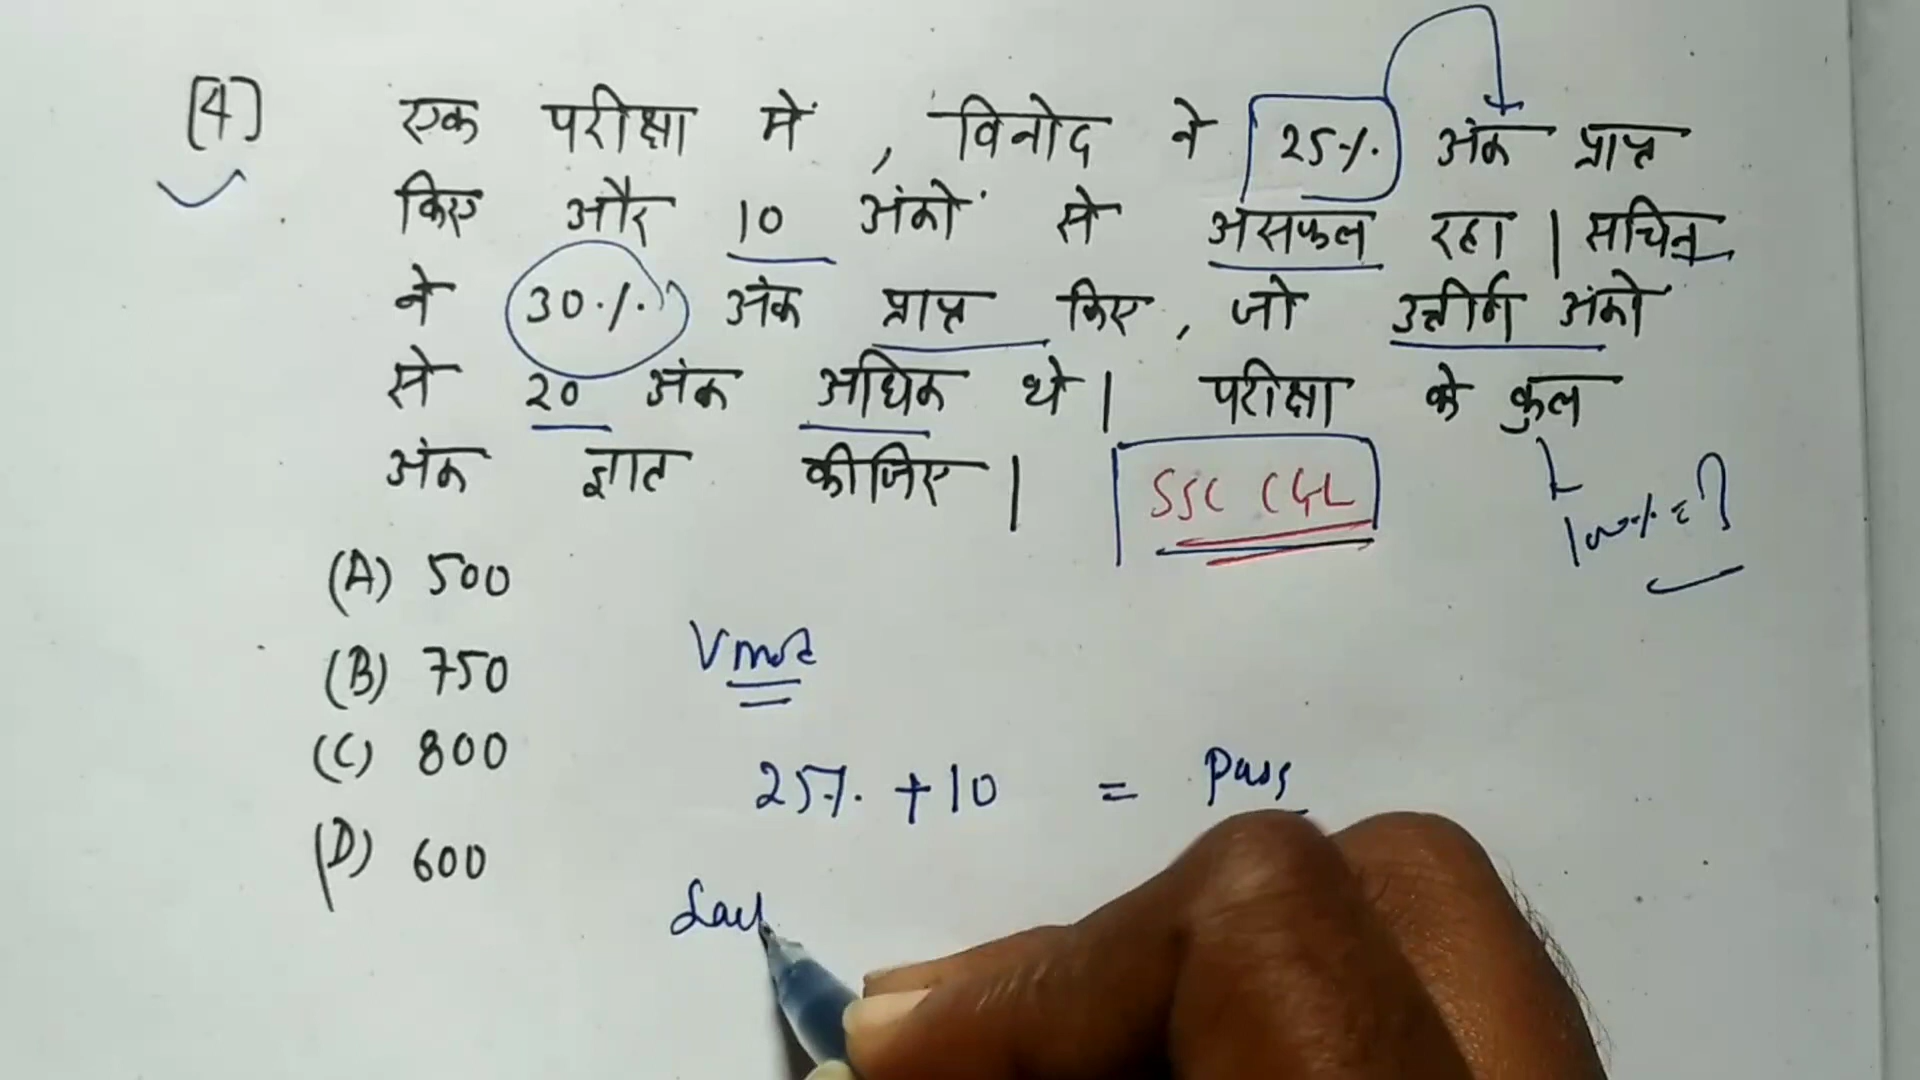 (4) एक परीक्षा में, विनोद ने 25% अंक प्राप्त
किए और 10 अंकों से असफल रहा। सचिन
ने 30% अंक प्राप्त किए, जो उत्तीर्ण अंको
से 20 अंक अधिक थे। परीक्षा के कुल
अंक ज्ञात कीजिए। SSC CGL
100% = ?
(A) 500
(B) 750
(C) 800
(D) 600
25% + 10 = Pass